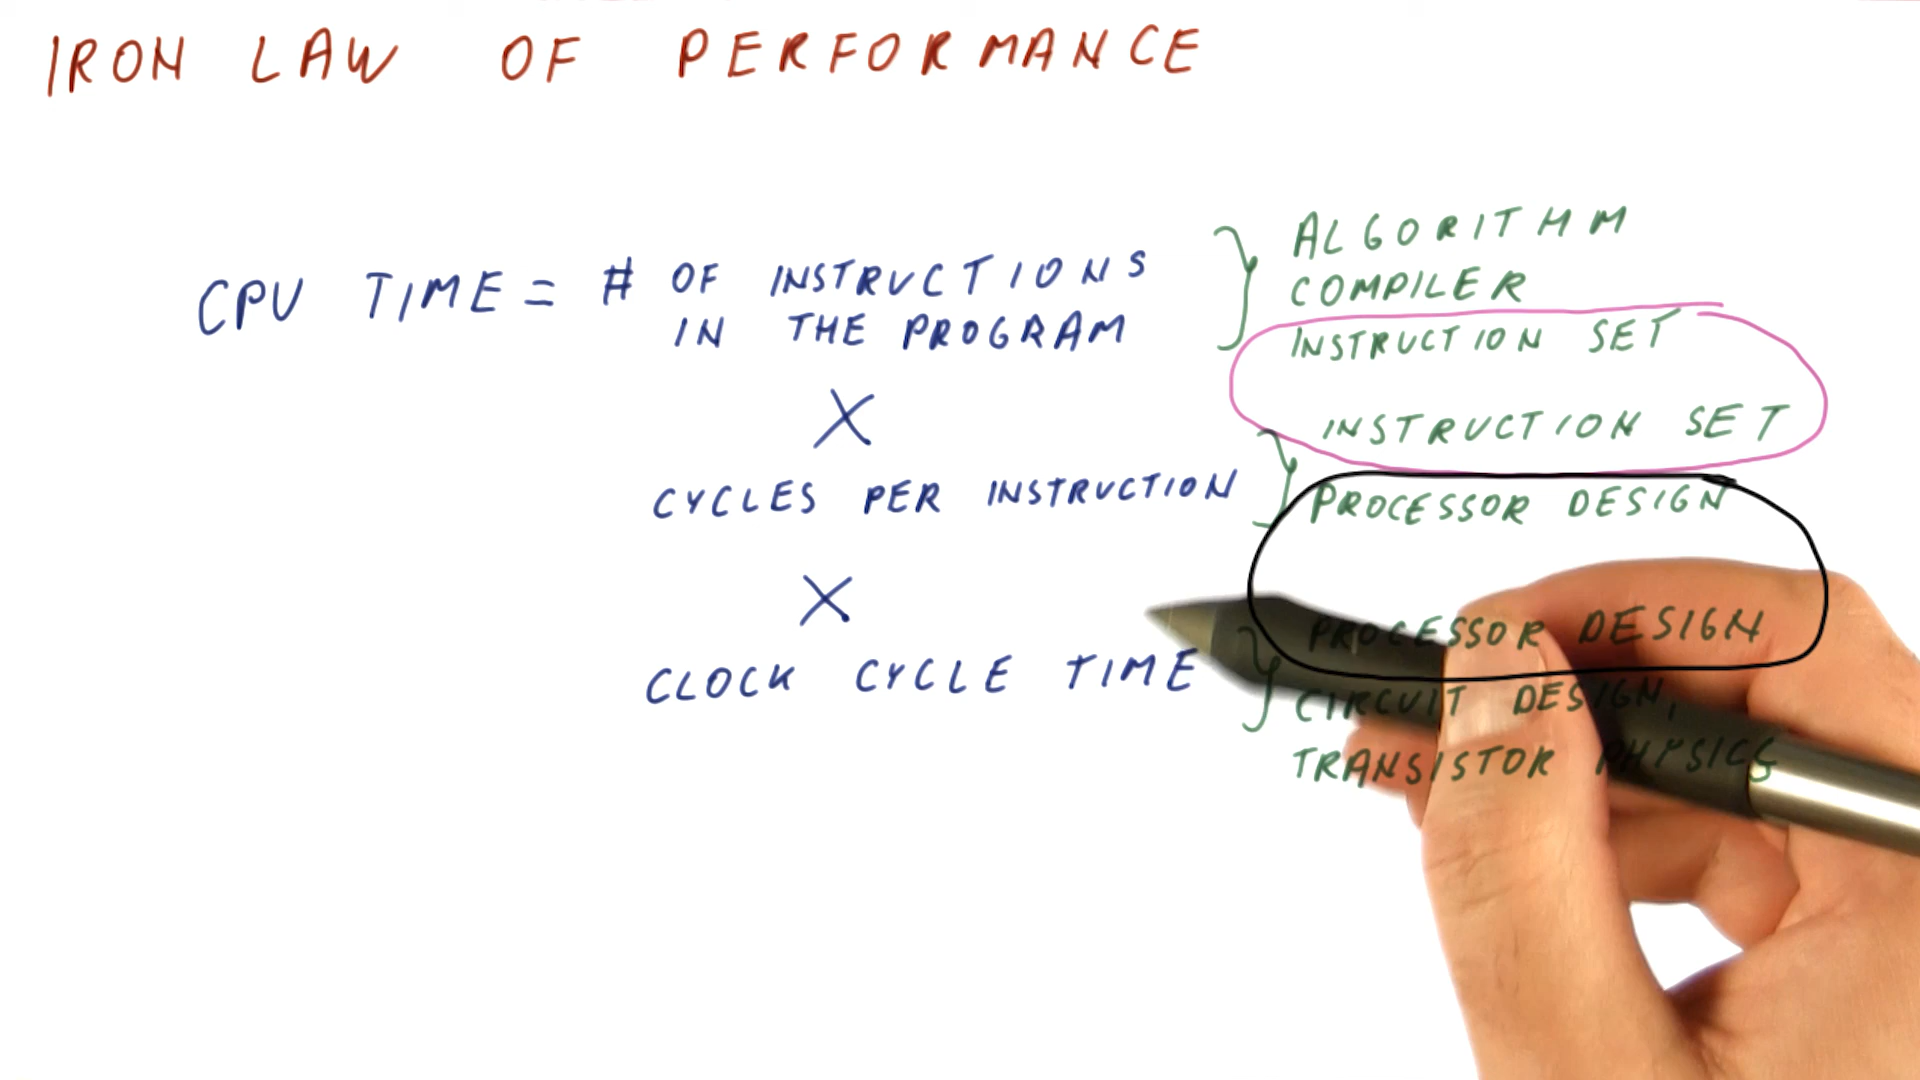 IRON LAW OF PERFORMANCE
CPU TIME = # OF INSTRUCTIONS
IN THE PROGRAM
X
CYCLES PER INSTRUCTION
X
CLOCK CYCLE TIME
ALGORITHM
COMPILER
INSTRUCTION SET
INSTRUCTION SET
PROCESSOR DESIGN
PROCESSOR DESIGN
CIRCUIT DESIGN,
TRANSISTOR PHYSICS